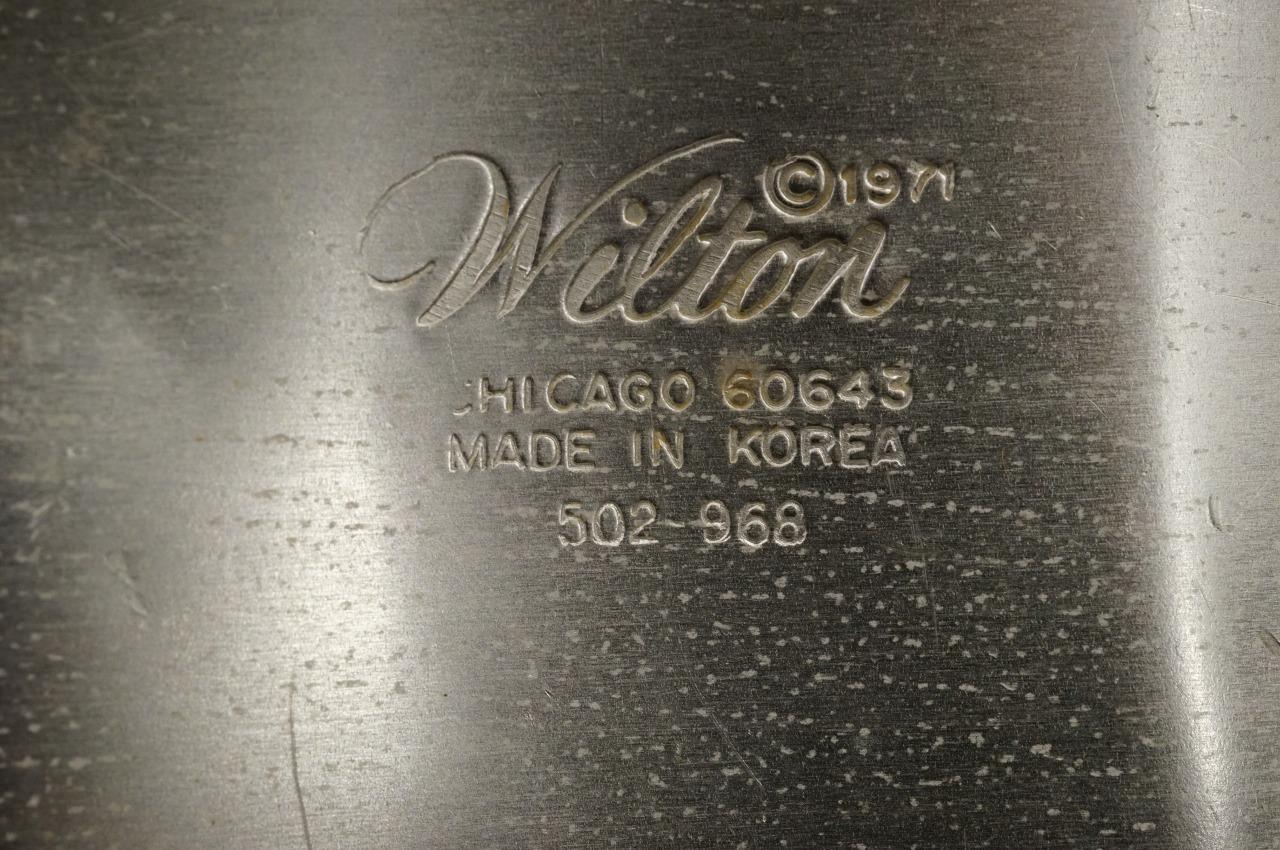 Wilton ©1971
CHICAGO 60643
MADE IN KOREA
502-968